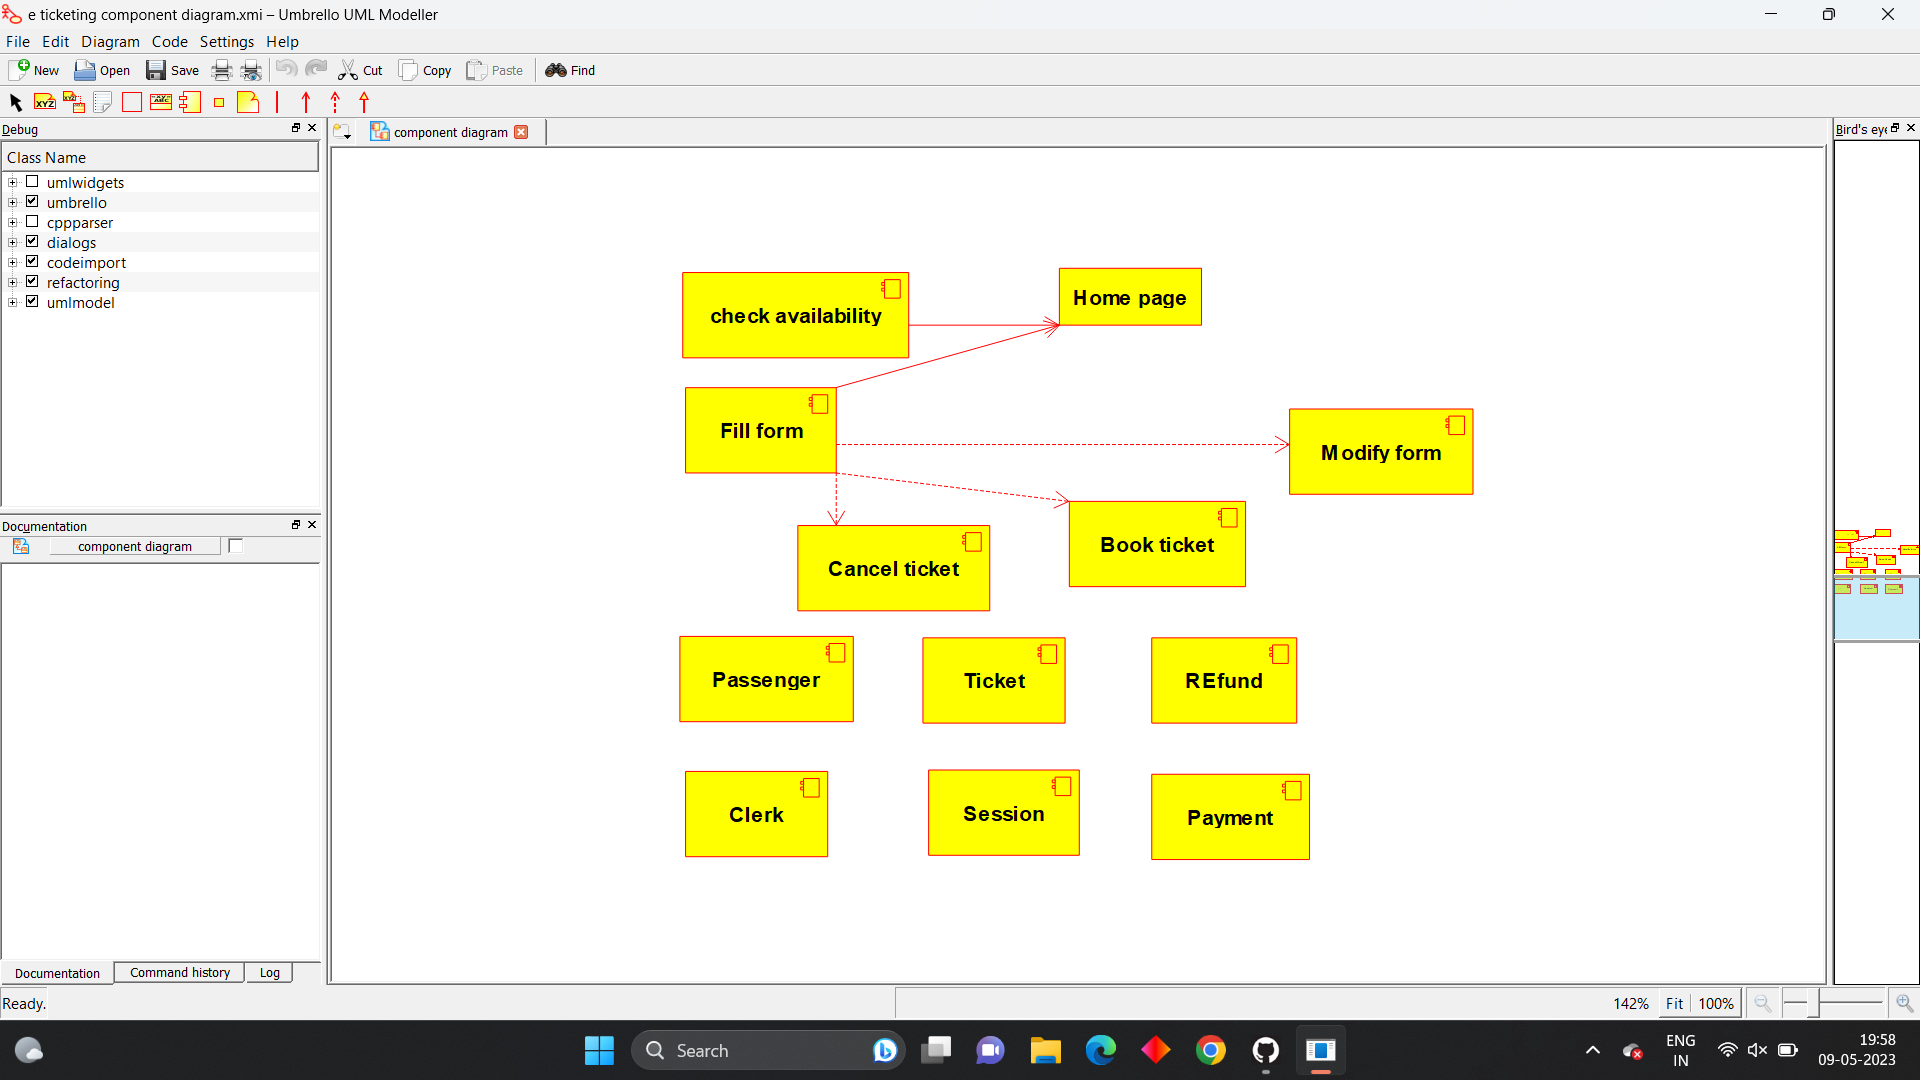 e ticketing component diagram.xmi – Umbrello UML Modeller
File Edit Diagram Code Settings Help
New Open Save Cut Copy Paste Find
XYZ XYZ ABC
Debug
component diagram
Bird's eye
Class Name
umlwidgets
umbrello
cppparser
dialogs
codeimport
refactoring
umlmodel
Documentation
component diagram
check availability
Home page
Fill form
Modify form
Book ticket
Cancel ticket
Passenger
Ticket
REfund
Clerk
Session
Payment
Documentation Command history Log
Ready.
142% Fit 100%
Search
ENG
IN
19:58
09-05-2023